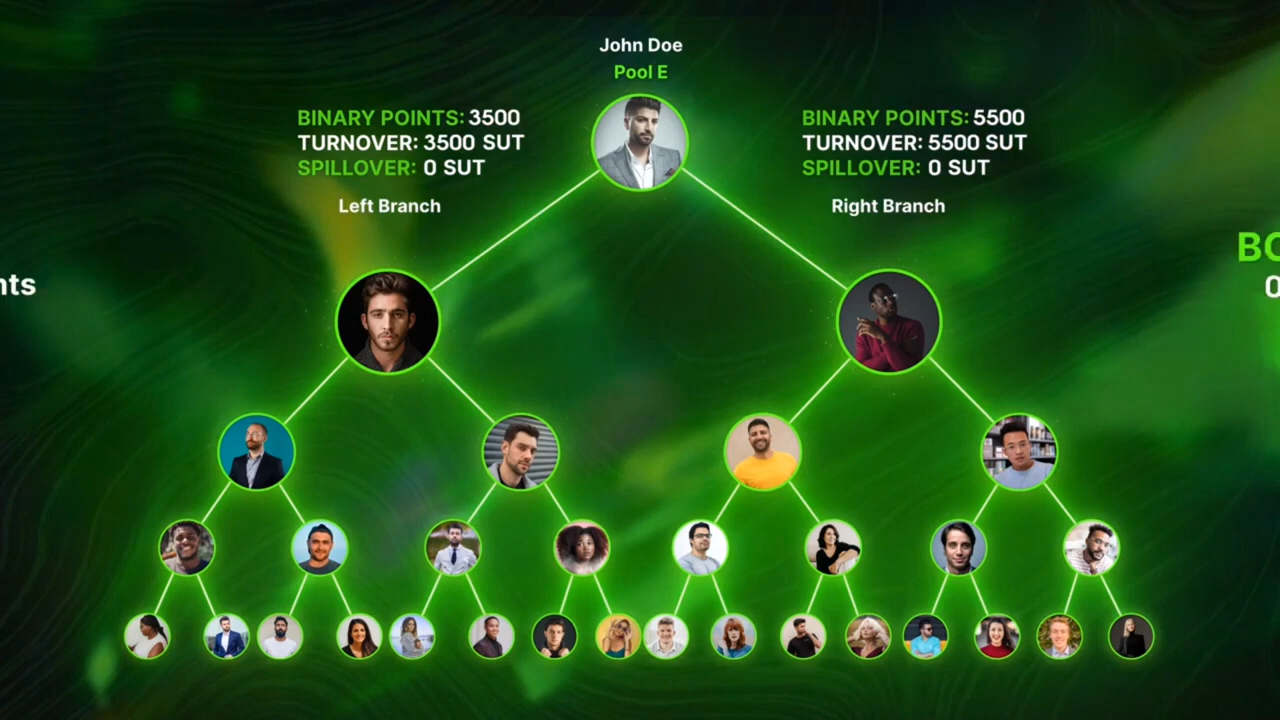 John Doe
Pool E
BINARY POINTS: 3500
TURNOVER: 3500 SUT
SPILLOVER: 0 SUT
Left Branch
BINARY POINTS: 5500
TURNOVER: 5500 SUT
SPILLOVER: 0 SUT
Right Branch